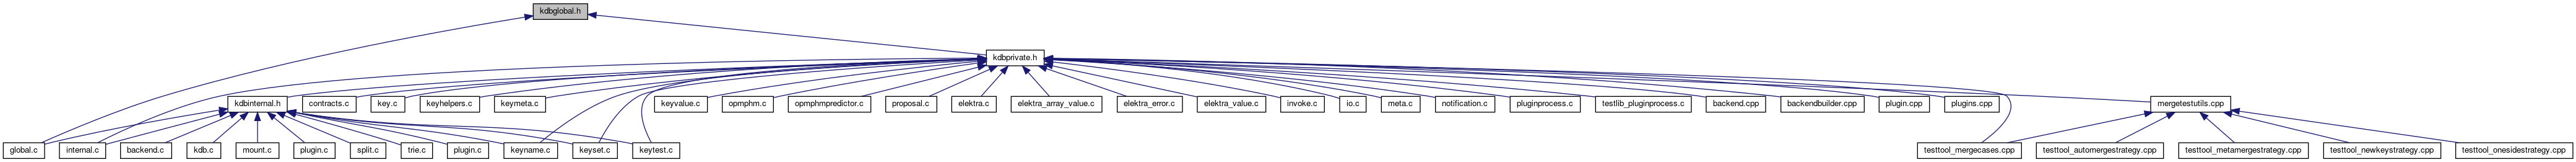 kdbglobal.h
kdbprivate.h
kdbinternal.h
contracts.c
key.c
keyhelpers.c
keymeta.c
keyvalue.c
opmphm.c
opmphmpredictor.c
proposal.c
elektra.c
elektra_array_value.c
elektra_error.c
elektra_value.c
invoke.c
io.c
meta.c
notification.c
pluginprocess.c
testlib_pluginprocess.c
backend.cpp
backendbuilder.cpp
plugin.cpp
plugins.cpp
mergetestutils.cpp
global.c
internal.c
backend.c
kdb.c
mount.c
plugin.c
split.c
trie.c
plugin.c
keyname.c
keyset.c
keytest.c
testtool_mergecases.cpp
testtool_automergestrategy.cpp
testtool_metamergestrategy.cpp
testtool_newkeystrategy.cpp
testtool_onesidestrategy.cpp